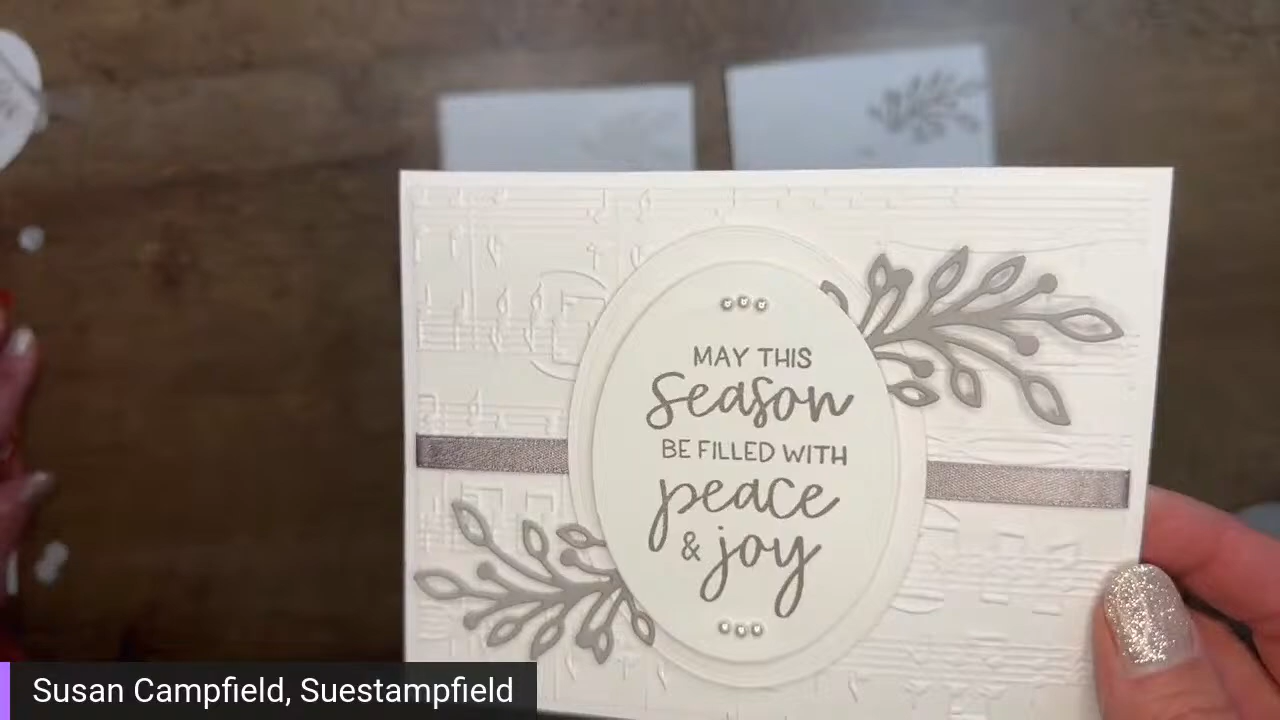 MAY THIS
season
BE FILLED WITH
peace
& joy
Susan Campfield, Suestampfield